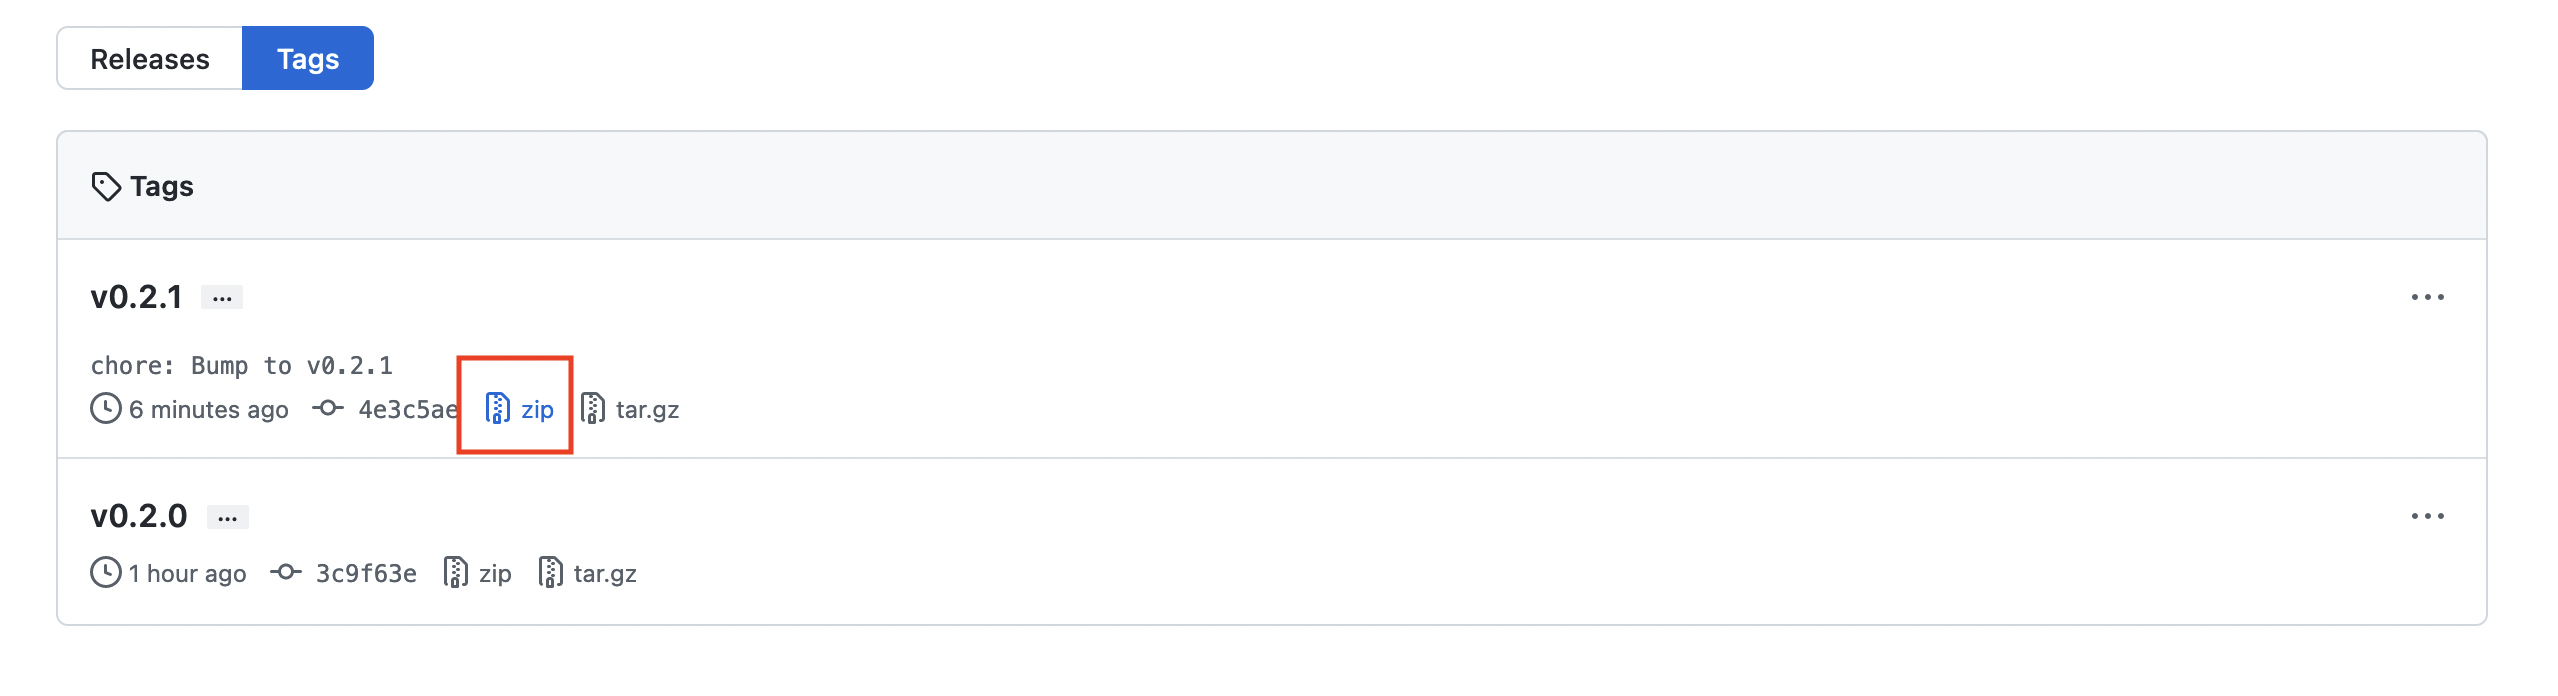 Releases Tags
Tags
v0.2.1 ...
chore: Bump to v0.2.1
6 minutes ago 4e3c5ae zip tar.gz
v0.2.0 ...
1 hour ago 3c9f63e zip tar.gz